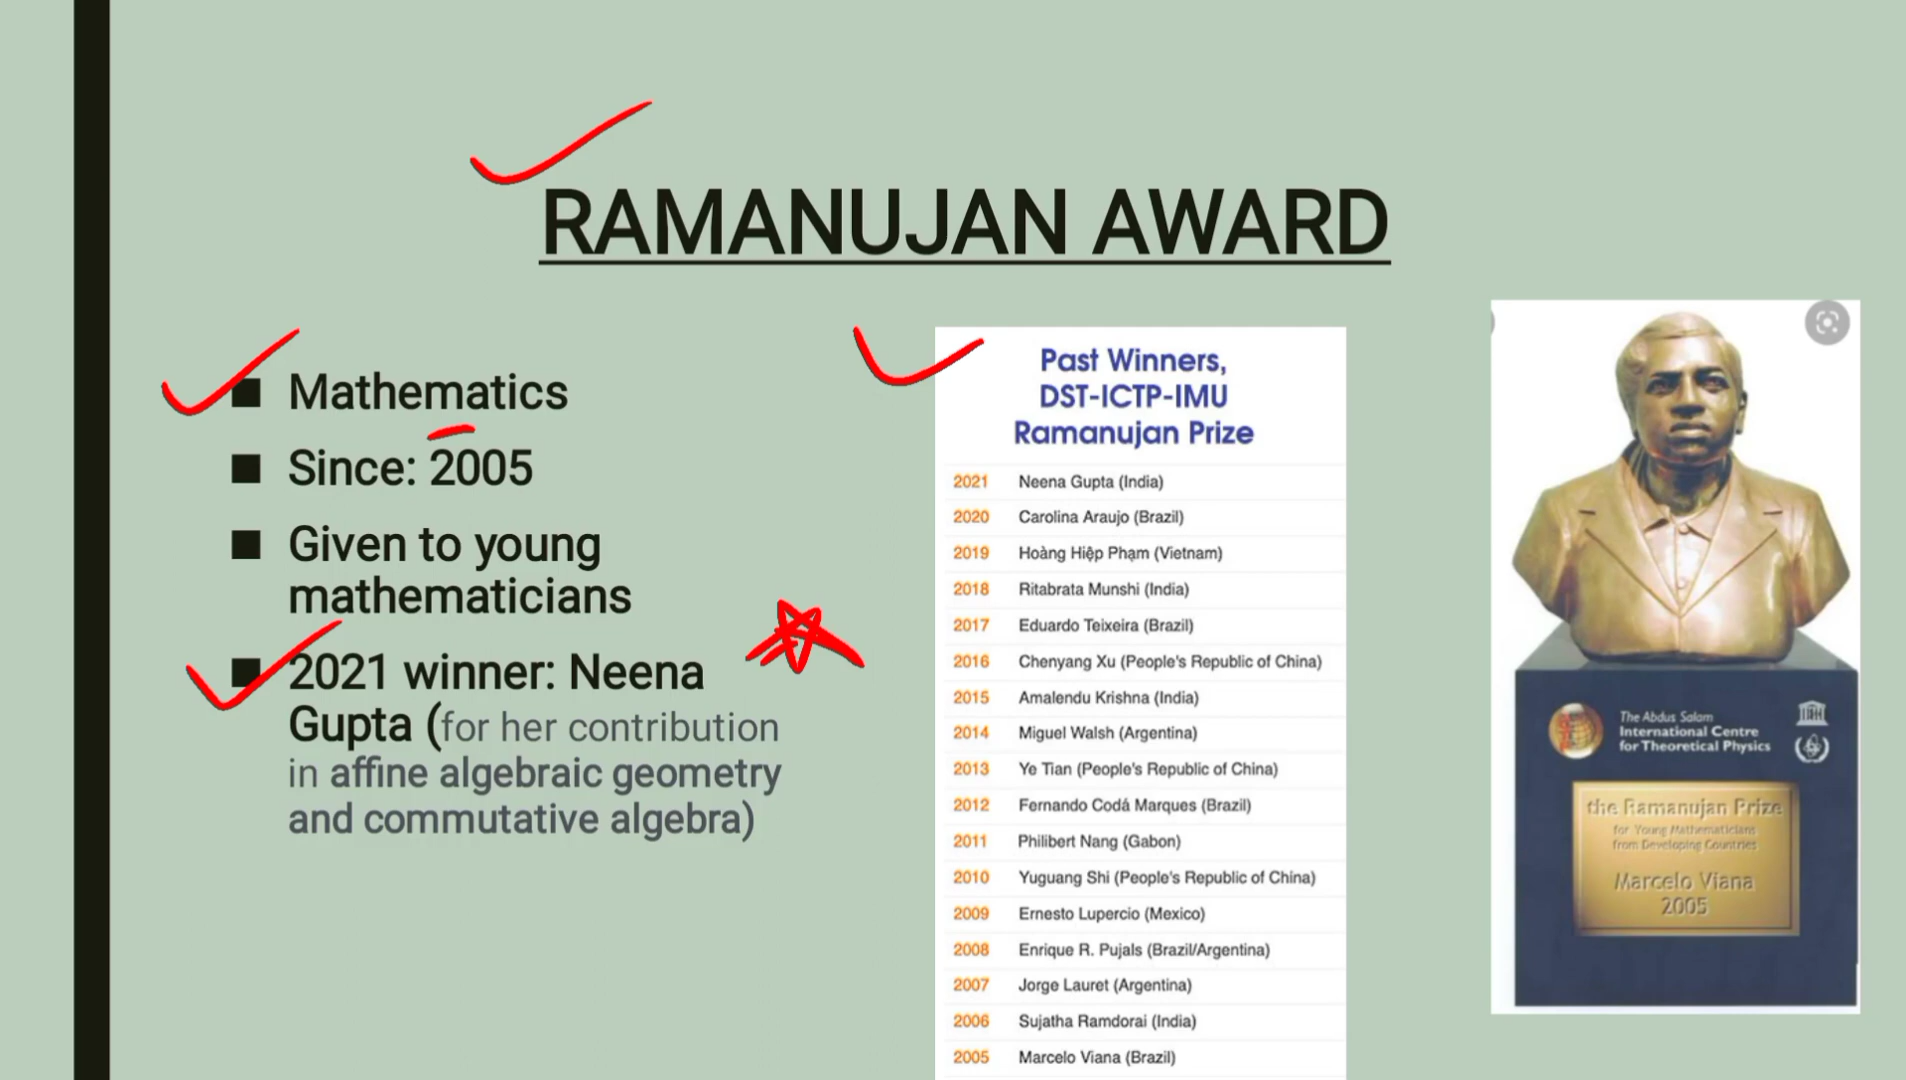 RAMANUJAN AWARD
Mathematics
Since: 2005
Given to young
mathematicians
2021 winner: Neena
Gupta (for her contribution
in affine algebraic geometry
and commutative algebra)
Past Winners,
DST-ICTP-IMU
Ramanujan Prize
2021 Neena Gupta (India)
2020 Carolina Araujo (Brazil)
2019 Hoàng Hiệp Phạm (Vietnam)
2018 Ritabrata Munshi (India)
2017 Eduardo Teixeira (Brazil)
2016 Chenyang Xu (People's Republic of China)
2015 Amalendu Krishna (India)
2014 Miguel Walsh (Argentina)
2013 Ye Tian (People's Republic of China)
2012 Fernando Codá Marques (Brazil)
2011 Philibert Nang (Gabon)
2010 Yuguang Shi (People's Republic of China)
2009 Ernesto Lupercio (Mexico)
2008 Enrique R. Pujals (Brazil/Argentina)
2007 Jorge Lauret (Argentina)
2006 Sujatha Ramdorai (India)
2005 Marcelo Viana (Brazil)
The Abdus Salam
International Centre
for Theoretical Physics
the Ramanujan Prize
for Young Mathematicians
from Developing Countries
Marcelo Viana
2005